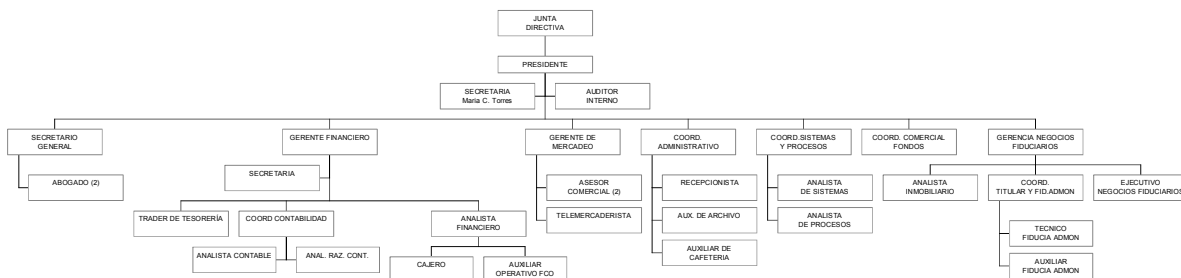 JUNTA
DIRECTIVA
PRESIDENTE
SECRETARIA
Maria C. Torres
AUDITOR
INTERNO
SECRETARIO
GENERAL
GERENTE FINANCIERO
GERENTE DE
MERCADEO
COORD.
ADMINISTRATIVO
COORD.SISTEMAS
Y PROCESOS
COORD. COMERCIAL
FONDOS
GERENCIA NEGOCIOS
FIDUCIARIOS
ABOGADO (2)
SECRETARIA
ASESOR
COMERCIAL (2)
RECEPCIONISTA
ANALISTA
DE SISTEMAS
ANALISTA
INMOBILIARIO
COORD.
TITULAR Y FID.ADMON
EJECUTIVO
NEGOCIOS FIDUCIARIOS
TRADER DE TESORERÍA
COORD CONTABILIDAD
ANALISTA
FINANCIERO
TELEMERCADERISTA
AUX. DE ARCHIVO
ANALISTA
DE PROCESOS
TECNICO
FIDUCIA ADMON
ANALISTA CONTABLE
ANAL. RAZ. CONT.
CAJERO
AUXILIAR
OPERATIVO FCO
AUXILIAR DE
CAFETERIA
AUXILIAR
FIDUCIA ADMON